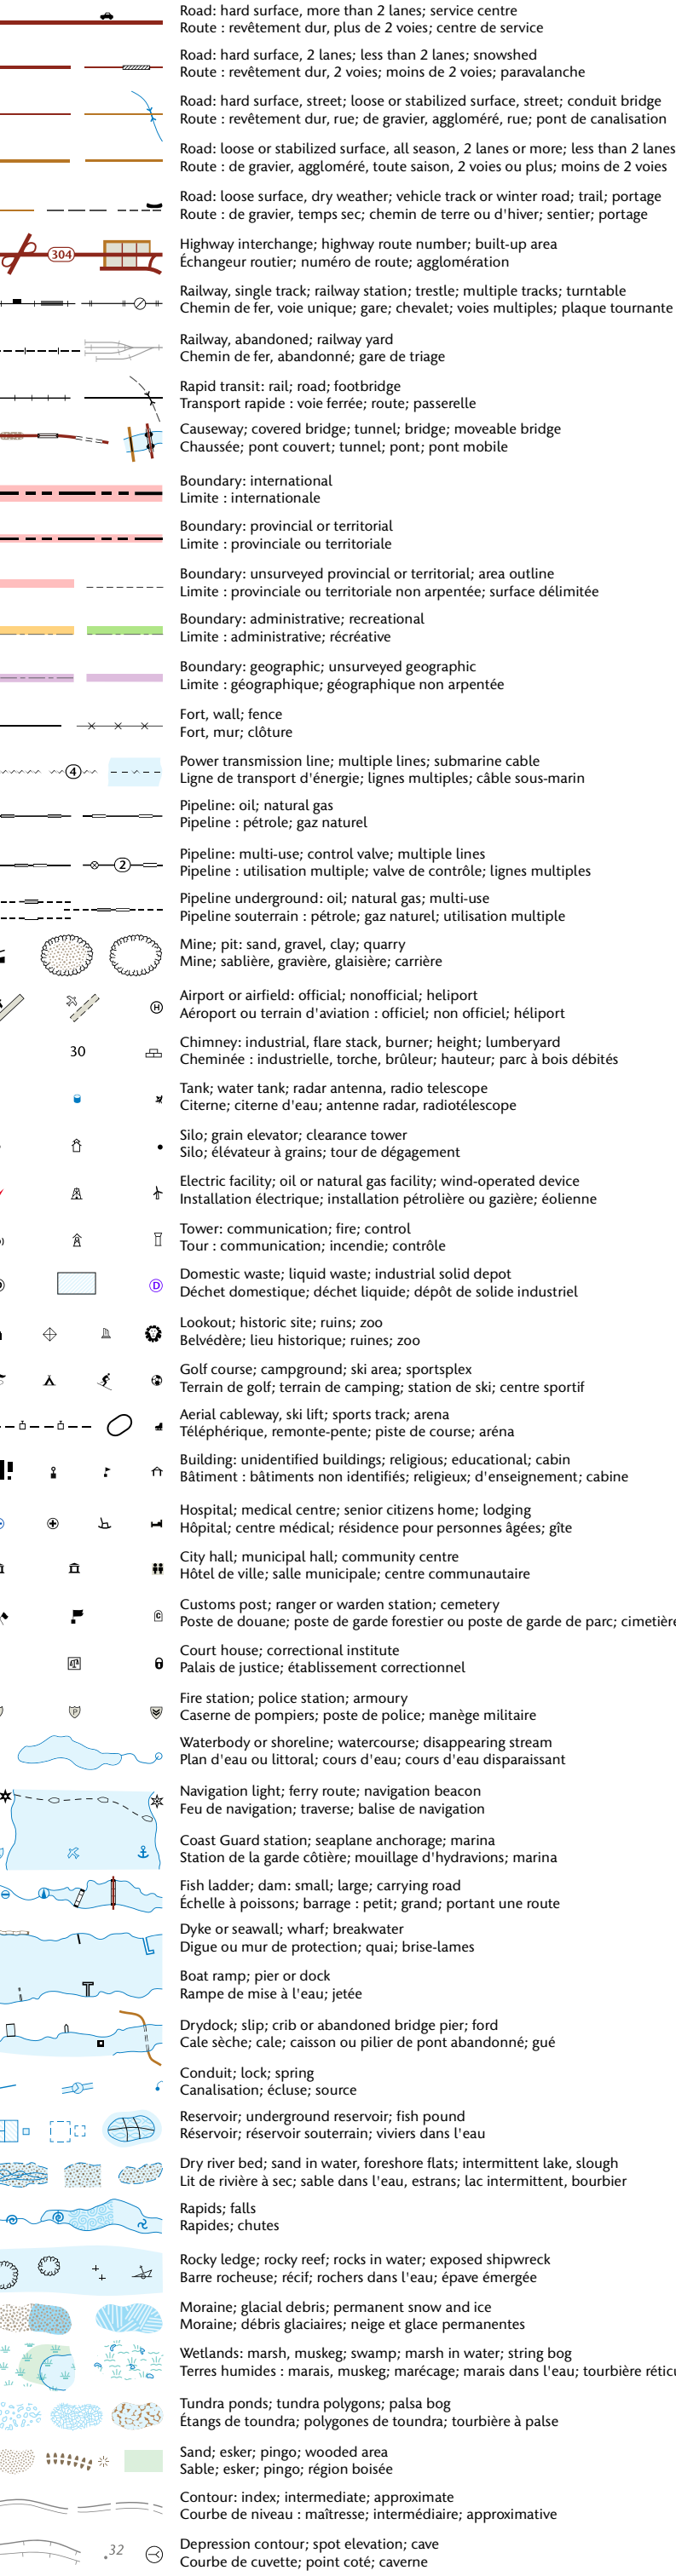 Road: hard surface, more than 2 lanes; service centre
Route : revêtement dur, plus de 2 voies; centre de service
Road: hard surface, 2 lanes; less than 2 lanes; snowshed
Route : revêtement dur, 2 voies; moins de 2 voies; paravalanche
Road: hard surface, street; loose or stabilized surface, street; conduit bridge
Route : revêtement dur, rue; de gravier, aggloméré, rue; pont de canalisation
Road: loose or stabilized surface, all season, 2 lanes or more; less than 2 lanes
Route : de gravier, aggloméré, toute saison, 2 voies ou plus; moins de 2 voies
Road: loose surface, dry weather; vehicle track or winter road; trail; portage
Route : de gravier, temps sec; chemin de terre ou d'hiver; sentier; portage
304
Highway interchange; highway route number; built-up area
Échangeur routier; numéro de route; agglomération
Railway, single track; railway station; trestle; multiple tracks; turntable
Chemin de fer, voie unique; gare; chevalet; voies multiples; plaque tournante
Railway, abandoned; railway yard
Chemin de fer, abandonné; gare de triage
Rapid transit: rail; road; footbridge
Transport rapide : voie ferrée; route; passerelle
Causeway; covered bridge; tunnel; bridge; moveable bridge
Chaussée; pont couvert; tunnel; pont; pont mobile
Boundary: international
Limite : internationale
Boundary: provincial or territorial
Limite : provinciale ou territoriale
Boundary: unsurveyed provincial or territorial; area outline
Limite : provinciale ou territoriale non arpentée; surface délimitée
Boundary: administrative; recreational
Limite : administrative; récréative
Boundary: geographic; unsurveyed geographic
Limite : géographique; géographique non arpentée
Fort, wall; fence
Fort, mur; clôture
4
Power transmission line; multiple lines; submarine cable
Ligne de transport d'énergie; lignes multiples; câble sous-marin
Pipeline: oil; natural gas
Pipeline : pétrole; gaz naturel
2
Pipeline: multi-use; control valve; multiple lines
Pipeline : utilisation multiple; valve de contrôle; lignes multiples
Pipeline underground: oil; natural gas; multi-use
Pipeline souterrain : pétrole; gaz naturel; utilisation multiple
Mine; pit: sand, gravel, clay; quarry
Mine; sablière, gravière, glaisière; carrière
H
Airport or airfield: official; nonofficial; heliport
Aéroport ou terrain d'aviation : officiel; non officiel; héliport
30
Chimney: industrial, flare stack, burner; height; lumberyard
Cheminée : industrielle, torche, brûleur; hauteur; parc à bois débités
Tank; water tank; radar antenna, radio telescope
Citerne; citerne d'eau; antenne radar, radiotélescope
Silo; grain elevator; clearance tower
Silo; élévateur à grains; tour de dégagement
Electric facility; oil or natural gas facility; wind-operated device
Installation électrique; installation pétrolière ou gazière; éolienne
Tower: communication; fire; control
Tour : communication; incendie; contrôle
D
Domestic waste; liquid waste; industrial solid depot
Déchet domestique; déchet liquide; dépôt de solide industriel
Lookout; historic site; ruins; zoo
Belvédère; lieu historique; ruines; zoo
Golf course; campground; ski area; sportsplex
Terrain de golf; terrain de camping; station de ski; centre sportif
Aerial cableway, ski lift; sports track; arena
Téléphérique, remonte-pente; piste de course; aréna
Building: unidentified buildings; religious; educational; cabin
Bâtiment : bâtiments non identifiés; religieux; d'enseignement; cabine
Hospital; medical centre; senior citizens home; lodging
Hôpital; centre médical; résidence pour personnes âgées; gîte
City hall; municipal hall; community centre
Hôtel de ville; salle municipale; centre communautaire
C
Customs post; ranger or warden station; cemetery
Poste de douane; poste de garde forestier ou poste de garde de parc; cimetière
Court house; correctional institute
Palais de justice; établissement correctionnel
P
Fire station; police station; armoury
Caserne de pompiers; poste de police; manège militaire
Waterbody or shoreline; watercourse; disappearing stream
Plan d'eau ou littoral; cours d'eau; cours d'eau disparaissant
Navigation light; ferry route; navigation beacon
Feu de navigation; traverse; balise de navigation
Coast Guard station; seaplane anchorage; marina
Station de la garde côtière; mouillage d'hydravions; marina
Fish ladder; dam: small; large; carrying road
Échelle à poissons; barrage : petit; grand; portant une route
Dyke or seawall; wharf; breakwater
Digue ou mur de protection; quai; brise-lames
Boat ramp; pier or dock
Rampe de mise à l'eau; jetée
Drydock; slip; crib or abandoned bridge pier; ford
Cale sèche; cale; caisson ou pilier de pont abandonné; gué
Conduit; lock; spring
Canalisation; écluse; source
Reservoir; underground reservoir; fish pound
Réservoir; réservoir souterrain; viviers dans l'eau
Dry river bed; sand in water, foreshore flats; intermittent lake, slough
Lit de rivière à sec; sable dans l'eau, estrans; lac intermittent, bourbier
Rapids; falls
Rapides; chutes
Rocky ledge; rocky reef; rocks in water; exposed shipwreck
Barre rocheuse; récif; rochers dans l'eau; épave émergée
Moraine; glacial debris; permanent snow and ice
Moraine; débris glaciaires; neige et glace permanentes
Wetlands: marsh, muskeg; swamp; marsh in water; string bog
Terres humides : marais, muskeg; marécage; marais dans l'eau; tourbière
Tundra ponds; tundra polygons; palsa bog
Étangs de toundra; polygones de toundra; tourbière à palse
Sand; esker; pingo; wooded area
Sable; esker; pingo; région boisée
Contour: index; intermediate; approximate
Courbe de niveau : maîtresse; intermédiaire; approximative
.32
Depression contour; spot elevation; cave
Courbe de cuvette; point coté; caverne